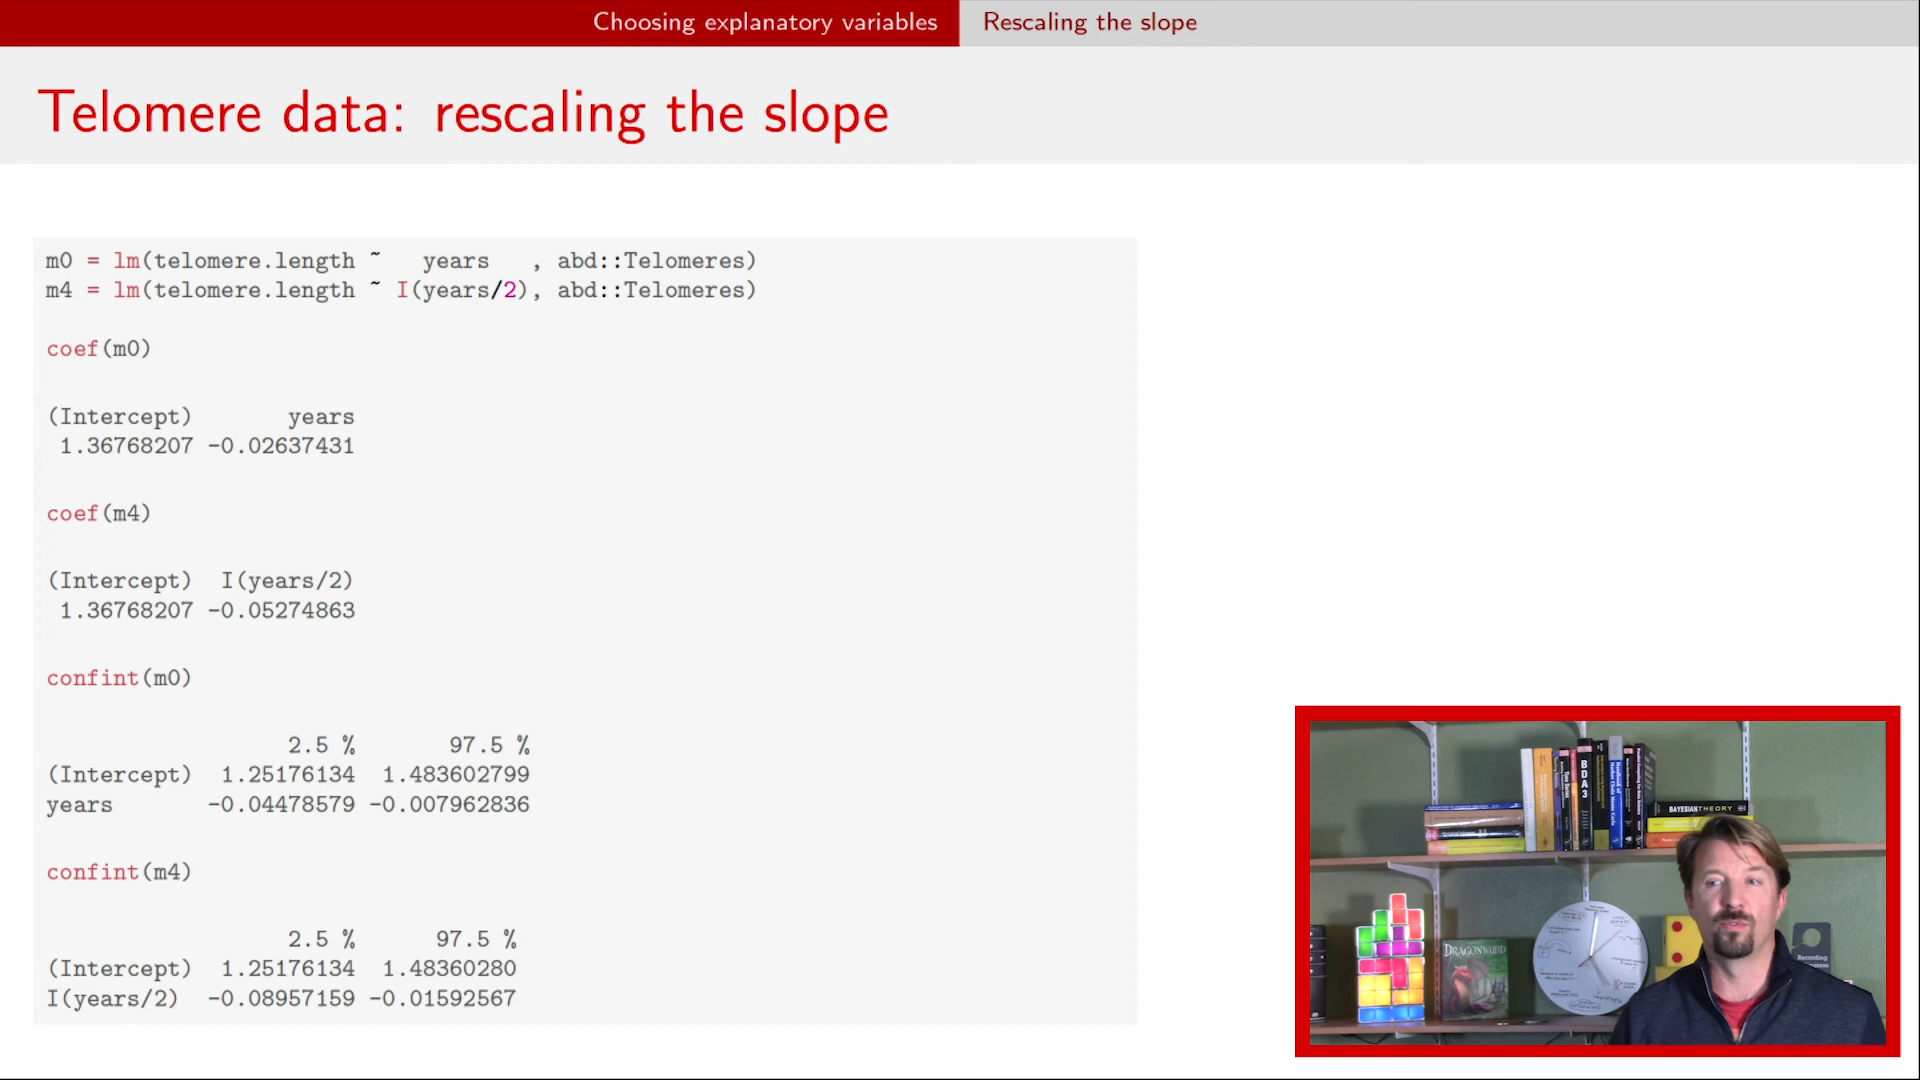 Choosing explanatory variables
Rescaling the slope
Telomere data: rescaling the slope
m0 = lm(telomere.length ~   years   , abd::Telomeres)
m4 = lm(telomere.length ~ I(years/2), abd::Telomeres)
coef(m0)
(Intercept)       years
 1.36768207 -0.02637431
coef(m4)
(Intercept)  I(years/2)
 1.36768207 -0.05274863
confint(m0)
                  2.5 %       97.5 %
(Intercept)  1.25176134  1.483602799
years       -0.04478579 -0.007962836
confint(m4)
                  2.5 %      97.5 %
(Intercept)  1.25176134  1.48360280
I(years/2)  -0.08957159 -0.01592567
BDA3
BAYESIAN THEORY
DRAGONWOOD
Recording